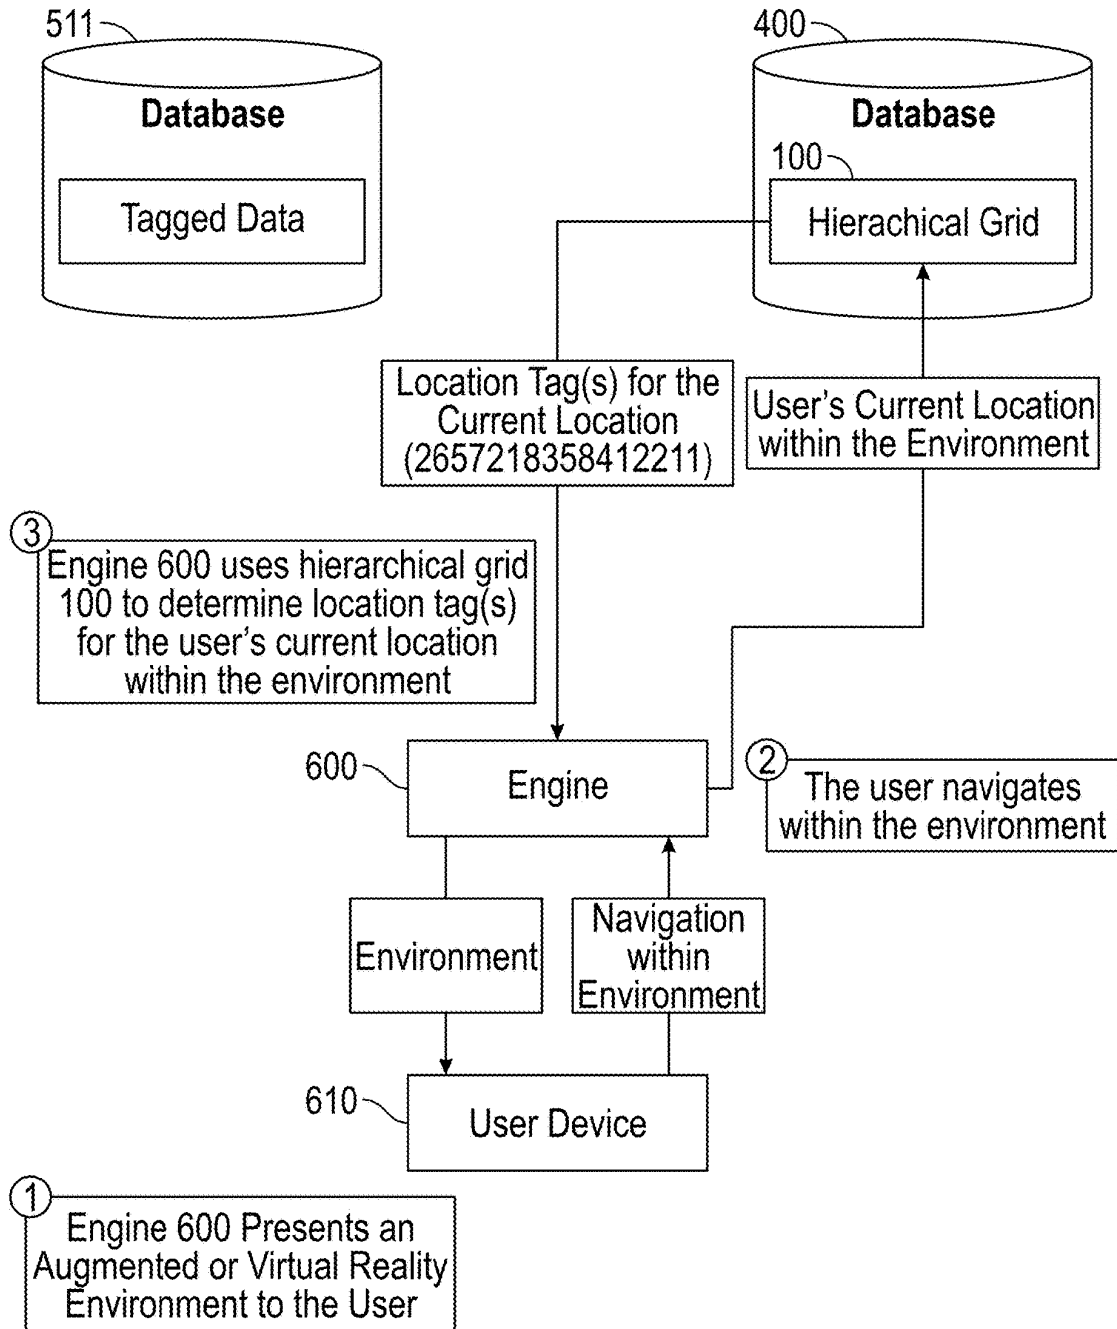 511
Database
Tagged Data
400
Database
100
Hierachical Grid
Location Tag(s) for the
Current Location
(2657218358412211)
User's Current Location
within the Environment
3
Engine 600 uses hierarchical grid
100 to determine location tag(s)
for the user's current location
within the environment
600
Engine
2
The user navigates
within the environment
Environment
Navigation
within
Environment
610
User Device
1
Engine 600 Presents an
Augmented or Virtual Reality
Environment to the User